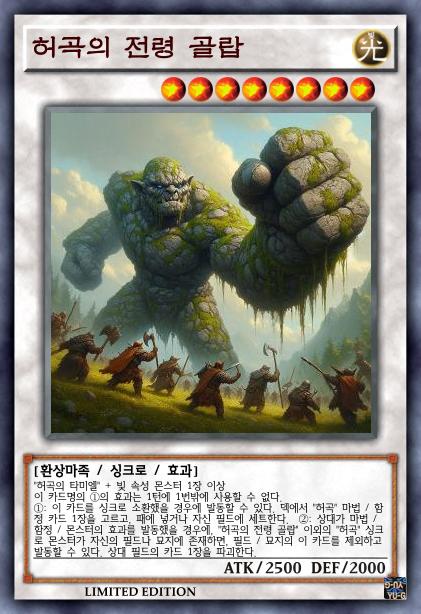 허곡의 전령 골랍
光
[환상마족 / 싱크로 / 효과]
"허곡의 타미엘" + 빛 속성 몬스터 1장 이상
이 카드명의 ①의 효과는 1턴에 1번밖에 사용할 수 없다.
①: 이 카드를 싱크로 소환했을 경우에 발동할 수 있다. 덱에서 "허곡" 마법 / 함
정 카드 1장을 고르고, 패에 넣거나 자신 필드에 세트한다. ②: 상대가 마법 /
함정 / 몬스터의 효과를 발동했을 경우에, "허곡의 전령 골랍" 이외의 "허곡" 싱크
로 몬스터가 자신의 필드나 묘지에 존재하면, 필드 / 묘지의 이 카드를 제외하고
발동할 수 있다. 상대 필드의 카드 1장을 파괴한다.
ATK/2500 DEF/2000
LIMITED EDITION